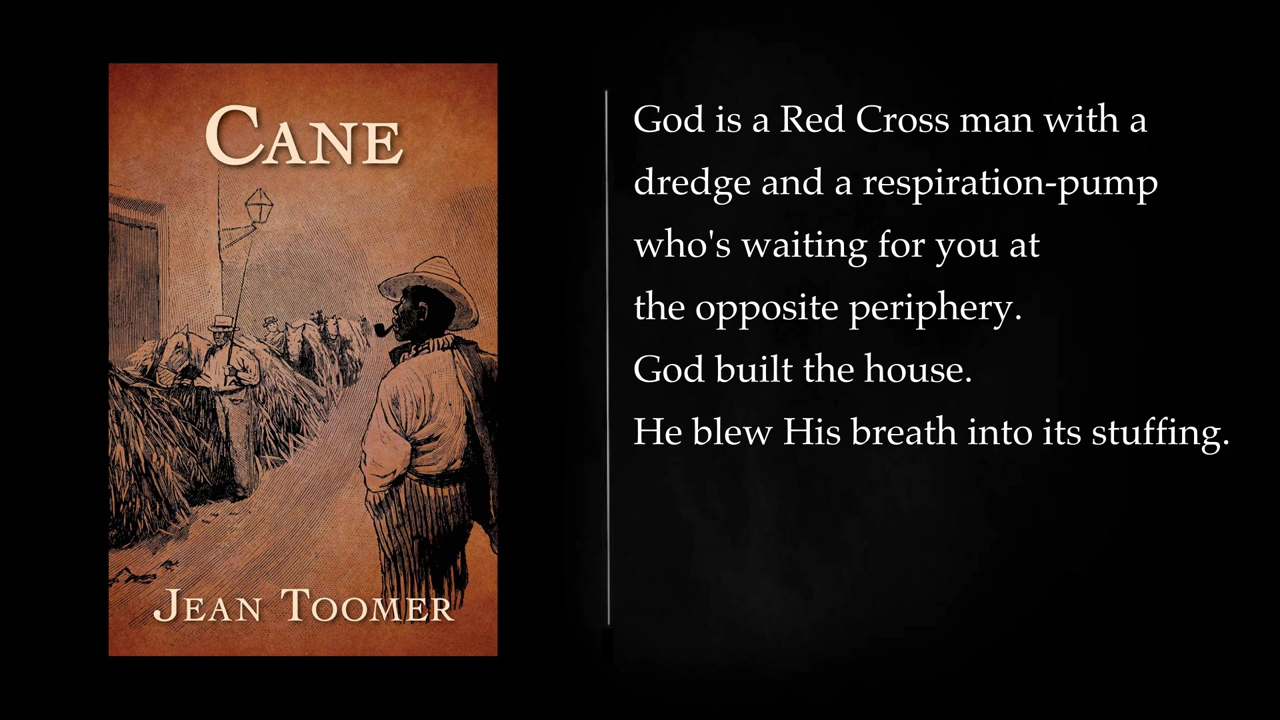 CANE
JEAN TOOMER
God is a Red Cross man with a
dredge and a respiration-pump
who's waiting for you at
the opposite periphery.
God built the house.
He blew His breath into its stuffing.